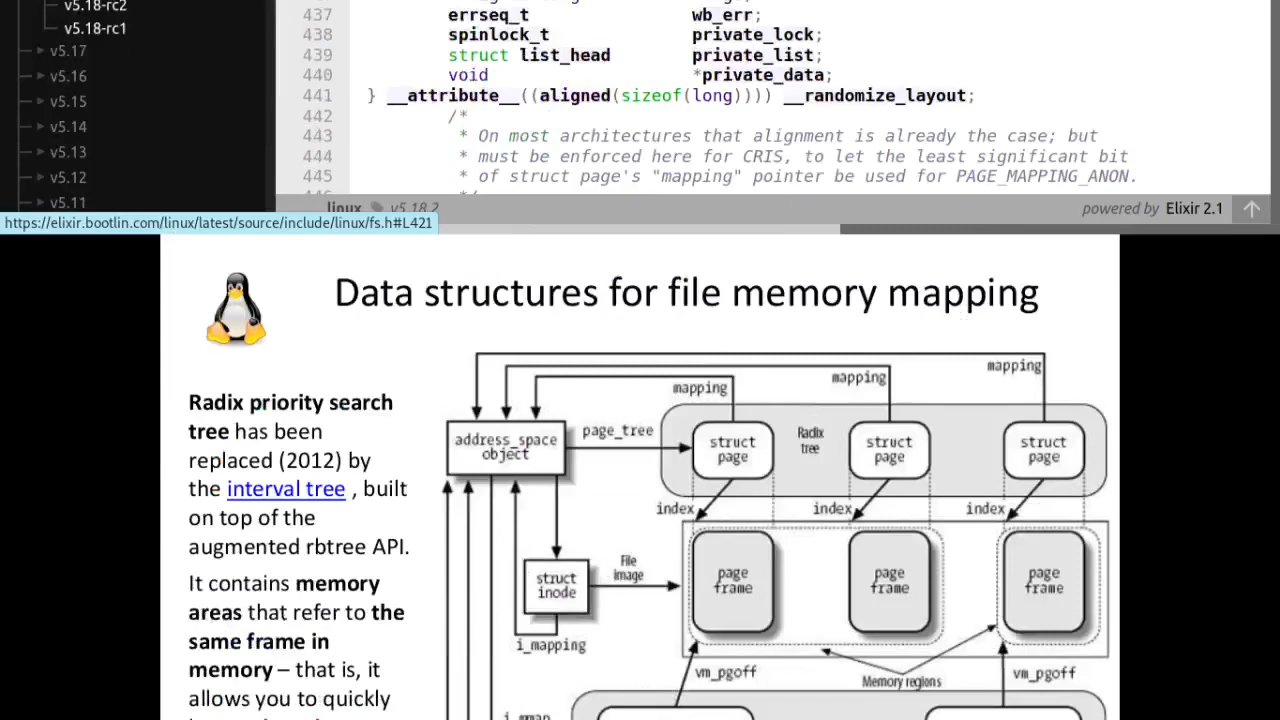 v5.18-rc2
v5.18-rc1
v5.17
v5.16
v5.15
v5.14
v5.13
v5.12
v5.11
437 errseq_t wb_err;
438 spinlock_t private_lock;
439 struct list_head private_list;
440 void *private_data;
441 } __attribute__((aligned(sizeof(long)))) __randomize_layout;
442 /*
443 * On most architectures that alignment is already the case; but
444 * must be enforced here for CRIS, to let the least significant bit
445 * of struct page's "mapping" pointer be used for PAGE_MAPPING_ANON.
linux v5.18.2
powered by Elixir 2.1
https://elixir.bootlin.com/linux/latest/source/include/linux/fs.h#L421
Data structures for file memory mapping
Radix priority search
tree has been
replaced (2012) by
the interval tree , built
on top of the
augmented rbtree API.
It contains memory
areas that refer to the
same frame in
memory – that is, it
allows you to quickly
mapping
mapping
mapping
address_space
object
page_tree
struct
page
Radix
tree
struct
page
struct
page
index
index
index
struct
inode
File
image
page
frame
page
frame
page
frame
i_mapping
vm_pgoff
Memory regions
vm_pgoff